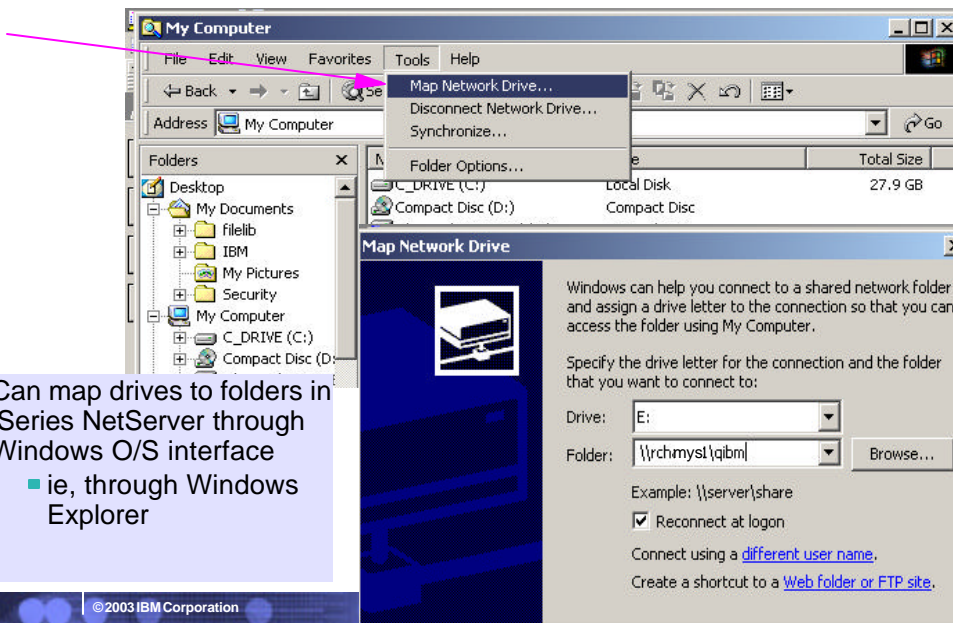 My Computer
File Edit View Favorites Tools Help
Back Se
Map Network Drive...
Disconnect Network Drive...
Synchronize...
Folder Options...
Address My Computer Go
Folders x Total Size
Desktop
My Documents
filelib
IBM
My Pictures
Security
My Computer
C_DRIVE (C:)
Compact Disc (D:
C_DRIVE (C:) Local Disk 27.9 GB
Compact Disc (D:) Compact Disc
Map Network Drive
Windows can help you connect to a shared network folder
and assign a drive letter to the connection so that you can
access the folder using My Computer.
Specify the drive letter for the connection and the folder
that you want to connect to:
Drive: E:
Folder: \\rchmys1\qibm Browse...
Example: \\server\share
Reconnect at logon
Connect using a different user name.
Create a shortcut to a Web folder or FTP site.
Can map drives to folders in
iSeries NetServer through
Windows O/S interface
ie, through Windows
Explorer
©2003 IBM Corporation